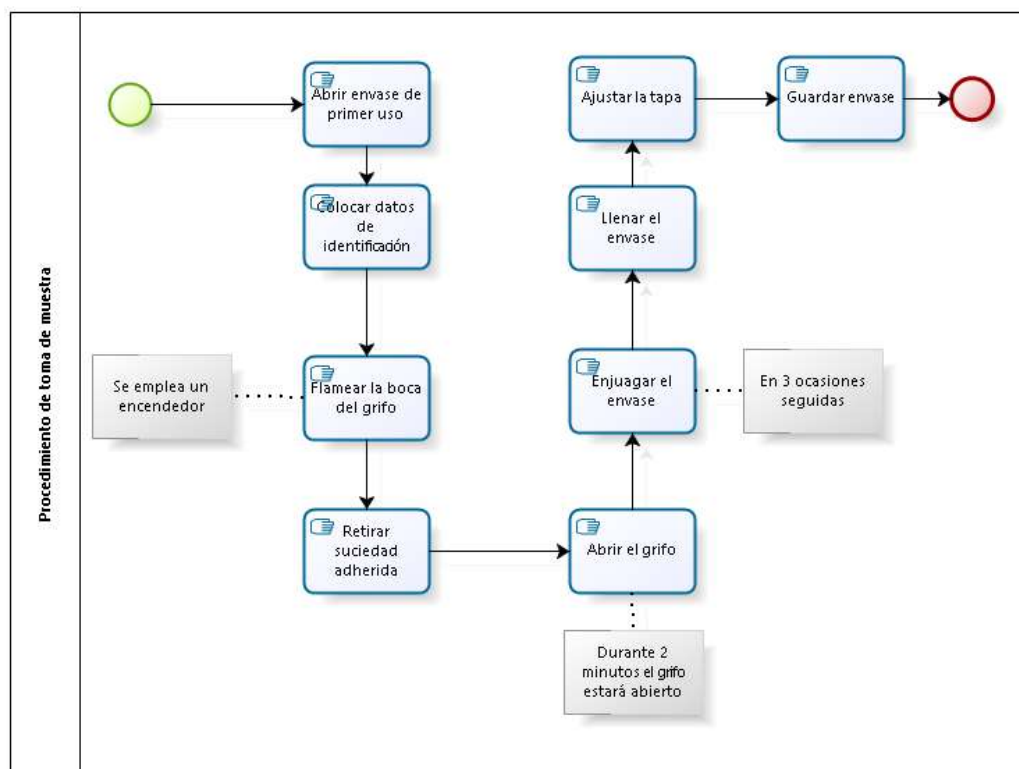 Procedimiento de toma de muestra
Abrir envase de
primer uso
Colocar datos
de
identificación
Se emplea un
encendedor
Flamear la boca
del grifo
Retirar
suciedad
adherida
Abrir el grifo
Durante 2
minutos el grifo
estará abierto
Enjuagar el
envase
En 3 ocasiones
seguidas
Llenar el
envase
Ajustar la tapa
Guardar envase